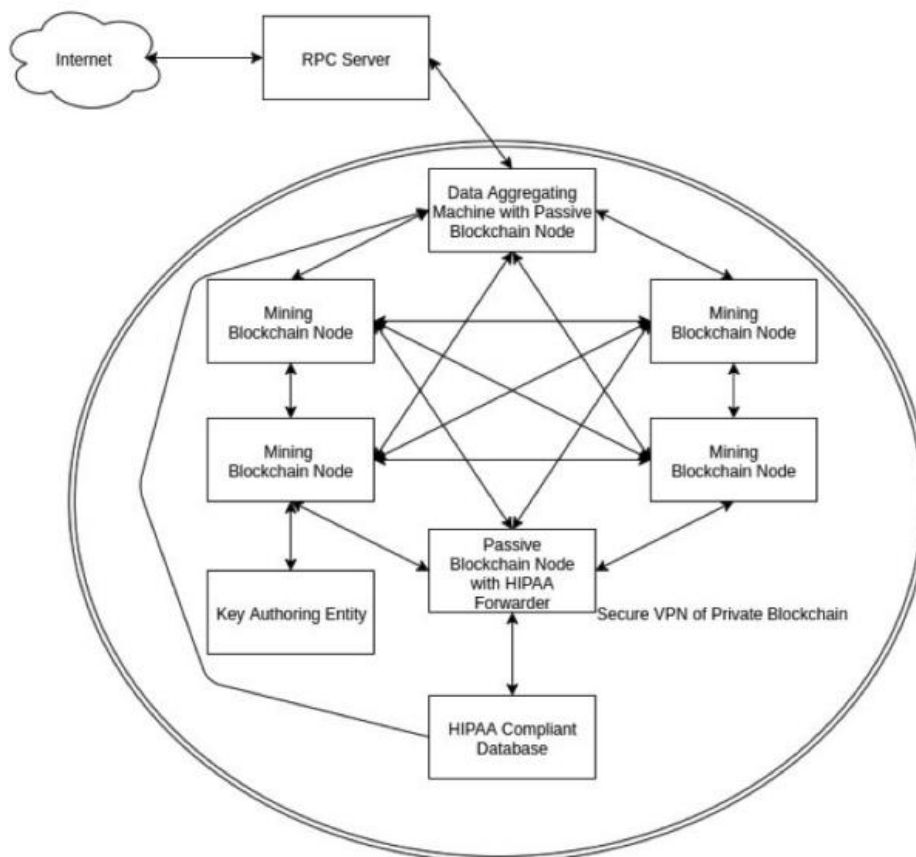 Internet
RPC Server
Data Aggregating
Machine with Passive
Blockchain Node
Mining
Blockchain Node
Mining
Blockchain Node
Mining
Blockchain Node
Mining
Blockchain Node
Passive
Blockchain Node
with HIPAA
Forwarder
Key Authoring Entity
Secure VPN of Private Blockchain
HIPAA Compliant
Database